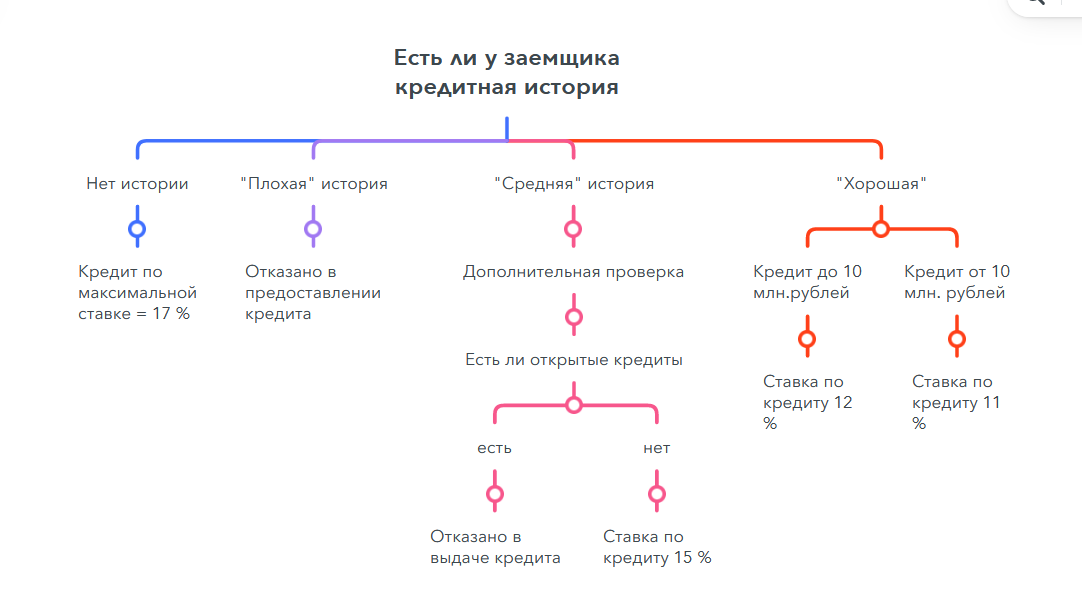 Есть ли у заемщика
кредитная история
Нет истории
"Плохая" история
"Средняя" история
"Хорошая"
Кредит по
максимальной
ставке = 17 %
Отказано в
предоставлении
кредита
Дополнительная проверка
Кредит до 10
млн.рублей
Кредит от 10
млн. рублей
Есть ли открытые кредиты
Ставка по
кредиту 12
%
Ставка по
кредиту 11
%
есть
нет
Отказано в
выдаче кредита
Ставка по
кредиту 15 %